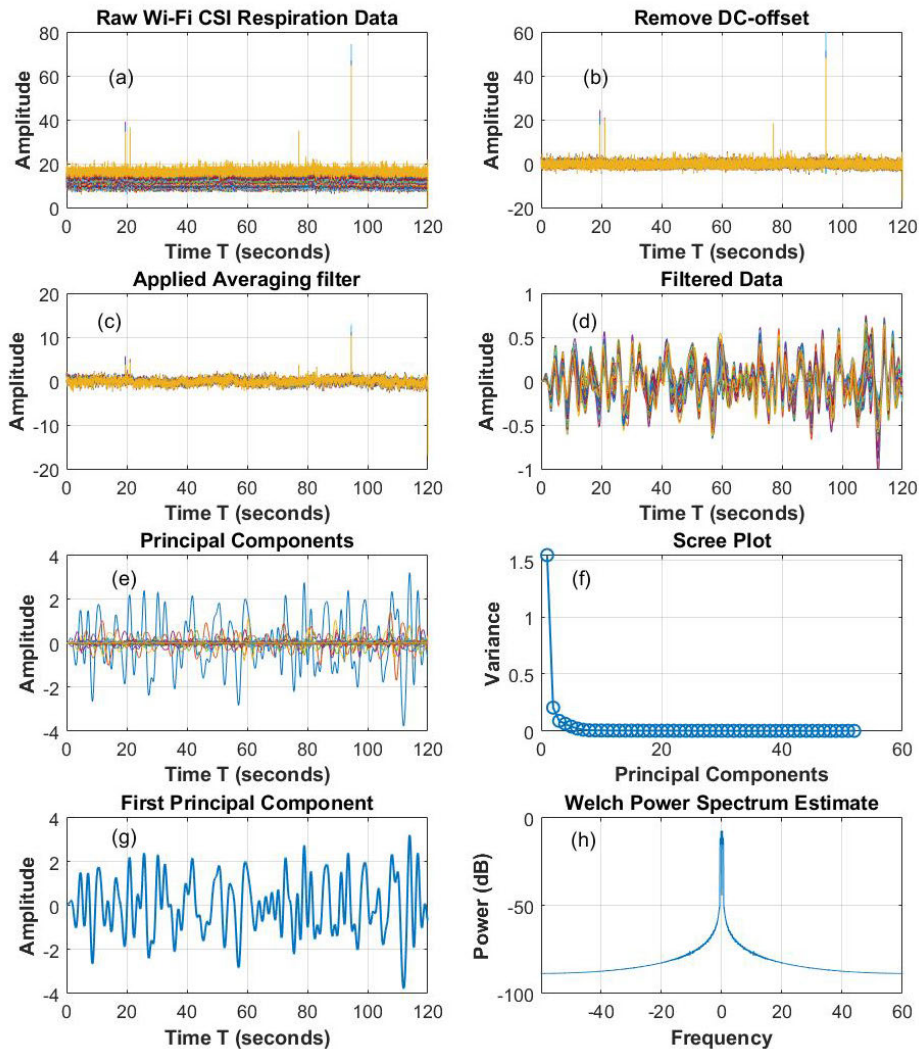 Raw Wi-Fi CSI Respiration Data
80
60
40
20
0
Amplitude
(a)
0 20 40 60 80 100 120
Time T (seconds)
Remove DC-offset
60
40
20
0
-20
Amplitude
(b)
0 20 40 60 80 100 120
Time T (seconds)
Applied Averaging filter
20
10
0
-10
-20
Amplitude
(c)
0 20 40 60 80 100 120
Time T (seconds)
Filtered Data
1
0.5
0
-0.5
-1
Amplitude
(d)
0 20 40 60 80 100 120
Time T (seconds)
Principal Components
4
2
0
-2
-4
Amplitude
(e)
0 20 40 60 80 100 120
Time T (seconds)
Scree Plot
1.5
1
0.5
0
Variance
(f)
0 20 40 60
Principal Components
First Principal Component
4
2
0
-2
-4
Amplitude
(g)
0 20 40 60 80 100 120
Time T (seconds)
Welch Power Spectrum Estimate
0
-50
-100
Power (dB)
(h)
-40 -20 0 20 40 60
Frequency